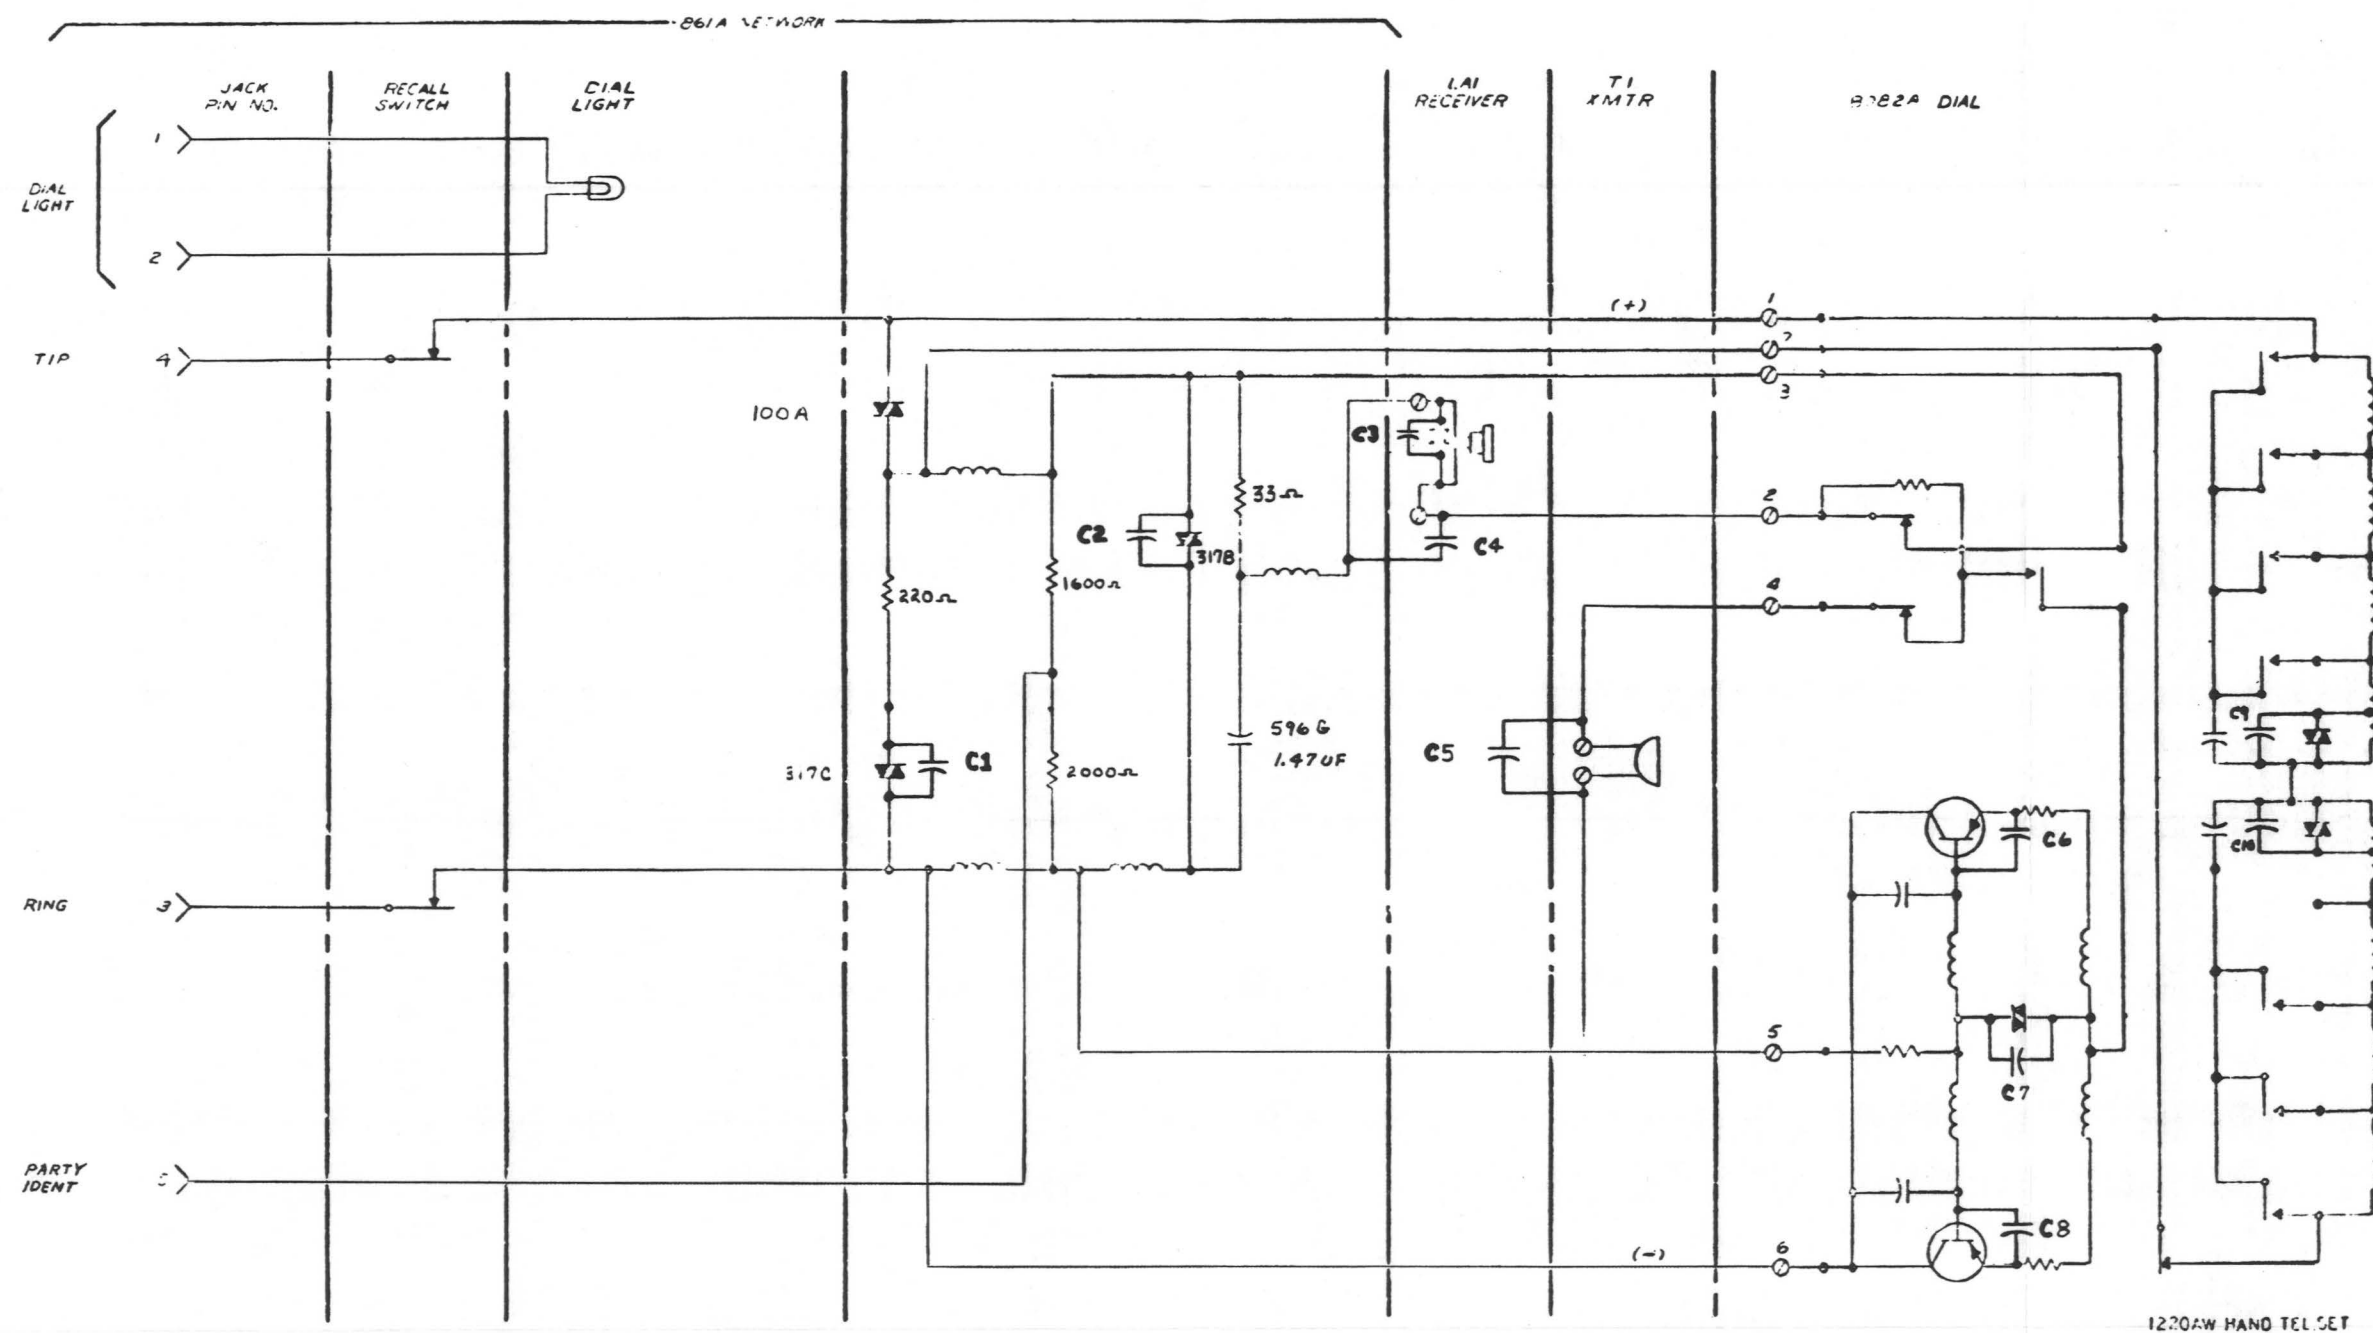 861A NETWORK
JACK
PIN NO.
RECALL
SWITCH
DIAL
LIGHT
LA1
RECEIVER
T1
XMTR
DIAL
1
DIAL
LIGHT
2
(+)
1
TIP
4
3
100A
C3
33Ω
2
C2
C4
317B
1600Ω
220Ω
4
C9
596G
1.47UF
C5
C1
317C
2000Ω
C6
C10
RING
3
5
C7
PARTY
IDENT
C8
(-)
6
1220AW HAND TEL SET